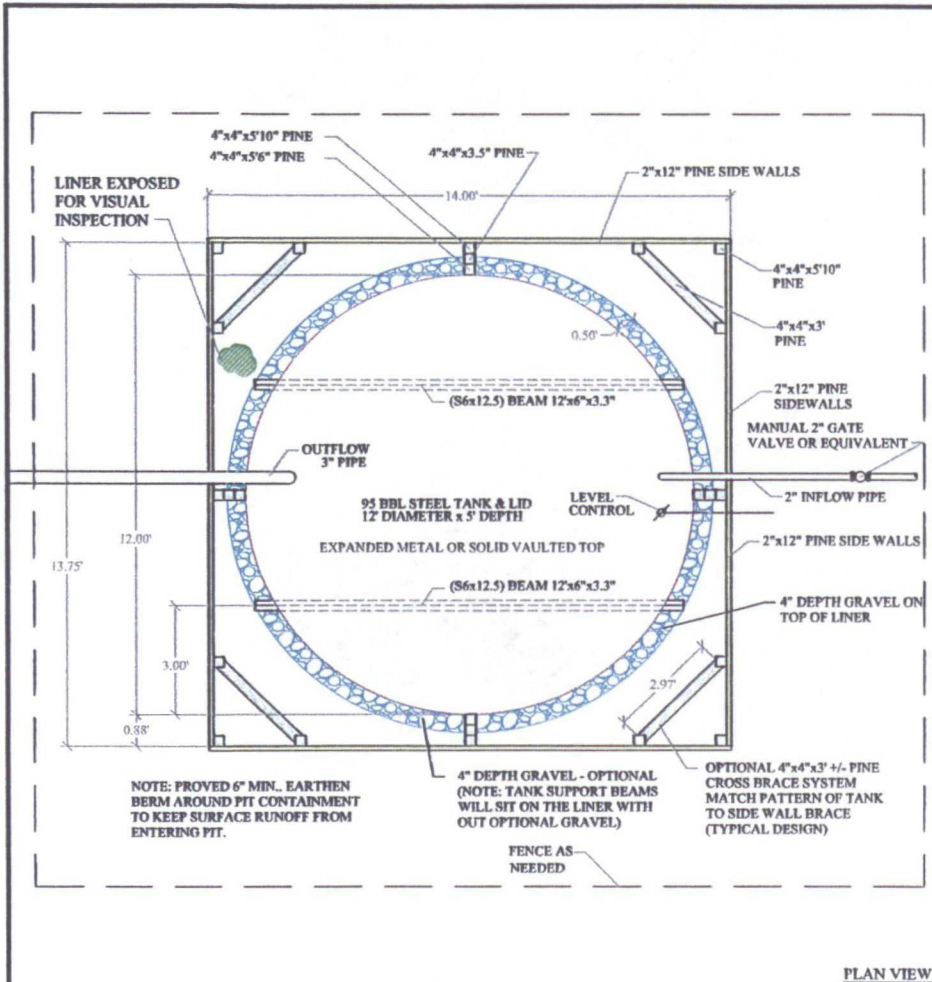 4"x4"x5'10" PINE
4"x4"x5'6" PINE
4"x4"x3.5" PINE
2"x12" PINE SIDE WALLS
LINER EXPOSED
FOR VISUAL
INSPECTION
14.00'
4"x4"x5'10"
PINE
4"x4"x3'
PINE
0.50'
2"x12" PINE
SIDEWALLS
(S6x12.5) BEAM 12'x6"x3.3"
MANUAL 2" GATE
VALVE OR EQUIVALENT
OUTFLOW
3" PIPE
2" INFLOW PIPE
95 BBL STEEL TANK & LID
12' DIAMETER x 5' DEPTH
LEVEL
CONTROL
EXPANDED METAL OR SOLID VAULTED TOP
2"x12" PINE SIDE WALLS
12.00'
13.75'
(S6x12.5) BEAM 12'x6"x3.3"
4" DEPTH GRAVEL ON
TOP OF LINER
3.00'
2.97'
0.88'
NOTE: PROVED 6" MIN.. EARTHEN
BERM AROUND PIT CONTAINMENT
TO KEEP SURFACE RUNOFF FROM
ENTERING PIT.
4" DEPTH GRAVEL - OPTIONAL
(NOTE: TANK SUPPORT BEAMS
WILL SIT ON THE LINER WITH
OUT OPTIONAL GRAVEL)
OPTIONAL 4"x4"x3' +/- PINE
CROSS BRACE SYSTEM
MATCH PATTERN OF TANK
TO SIDE WALL BRACE
(TYPICAL DESIGN)
FENCE AS
NEEDED
PLAN VIEW